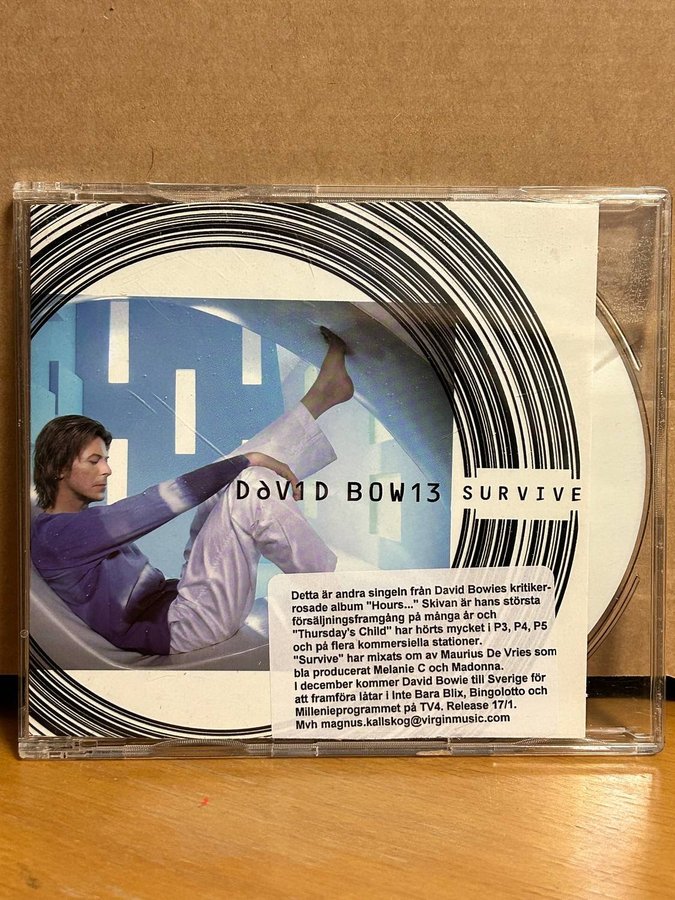 DaV1D BOW13 SURVIVE
Detta är andra singeln från David Bowies kritiker-
rosade album "Hours..." Skivan är hans största
försäljningsframgång på många år och
"Thursday's Child" har hörts mycket i P3, P4, P5
och på flera kommersiella stationer.
"Survive" har mixats om av Maurius De Vries som
bla producerat Melanie C och Madonna.
I december kommer David Bowie till Sverige för
att framföra låtar i Inte Bara Blix, Bingolotto och
Millenieprogrammet på TV4. Release 17/1.
Mvh magnus.kallskog@virginmusic.com